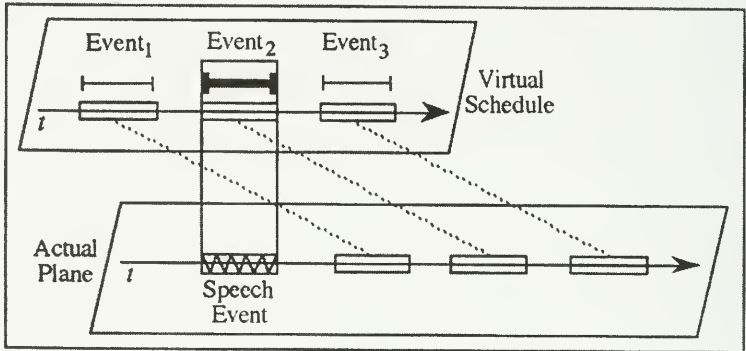 Event1 Event2 Event3
Virtual
Schedule
t
Actual
Plane
t
Speech
Event